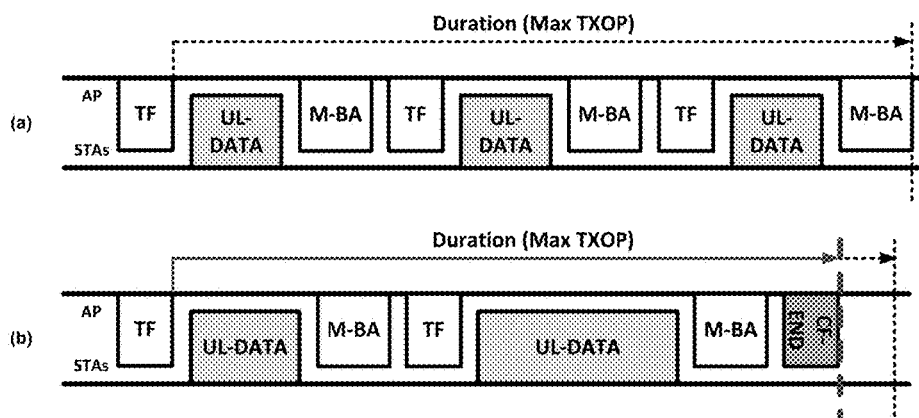 Duration (Max TXOP)
(a)
AP
STAs
TF
UL-
DATA
M-BA
TF
UL-
DATA
M-BA
TF
UL-
DATA
M-BA
Duration (Max TXOP)
(b)
AP
STAs
TF
UL-DATA
M-BA
TF
UL-DATA
M-BA
CF-
END